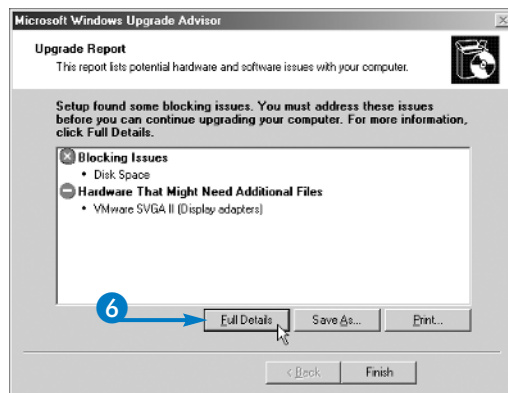 Microsoft Windows Upgrade Advisor
Upgrade Report
This report lists potential hardware and software issues with your computer.
Setup found some blocking issues. You must address these issues
before you can continue upgrading your computer. For more information,
click Full Details.
Blocking Issues
• Disk Space
Hardware That Might Need Additional Files
• VMware SVGA II (Display adapters)
6
Full Details
Save As...
Print...
< Back
Finish